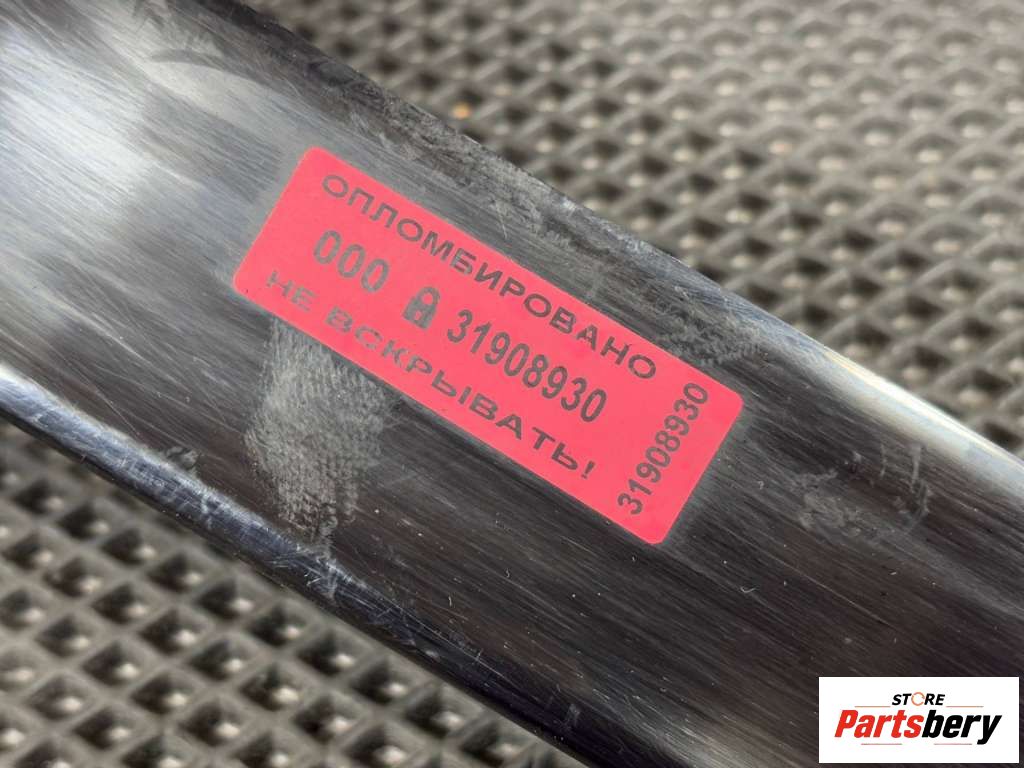 ОПЛОМБИРОВАНО
000 31908930
НЕ ВСКРЫВАТЬ!
31908930
STORE
Partsbery